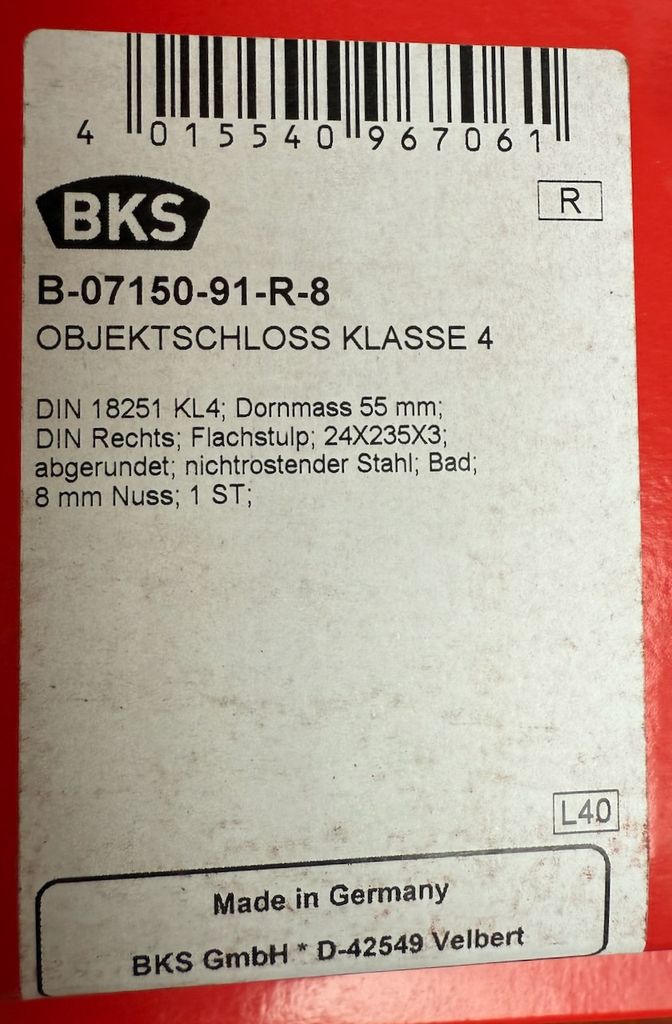 4 015540 967061
BKS
R
B-07150-91-R-8
OBJEKTSCHLOSS KLASSE 4
DIN 18251 KL4; Dornmass 55 mm;
DIN Rechts; Flachstulp; 24X235X3;
abgerundet; nichtrostender Stahl; Bad;
8 mm Nuss; 1 ST;
L40
Made in Germany
BKS GmbH * D-42549 Velbert